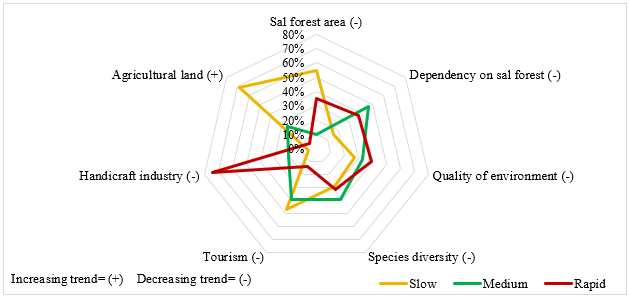 Sal forest area (-)
80%
70%
60%
50%
40%
30%
20%
10%
0%
Agricultural land (+)
Dependency on sal forest (-)
Handicraft industry (-)
Quality of environment (-)
Tourism (-)
Species diversity (-)
Increasing trend= (+) Decreasing trend= (-)
Slow Medium Rapid